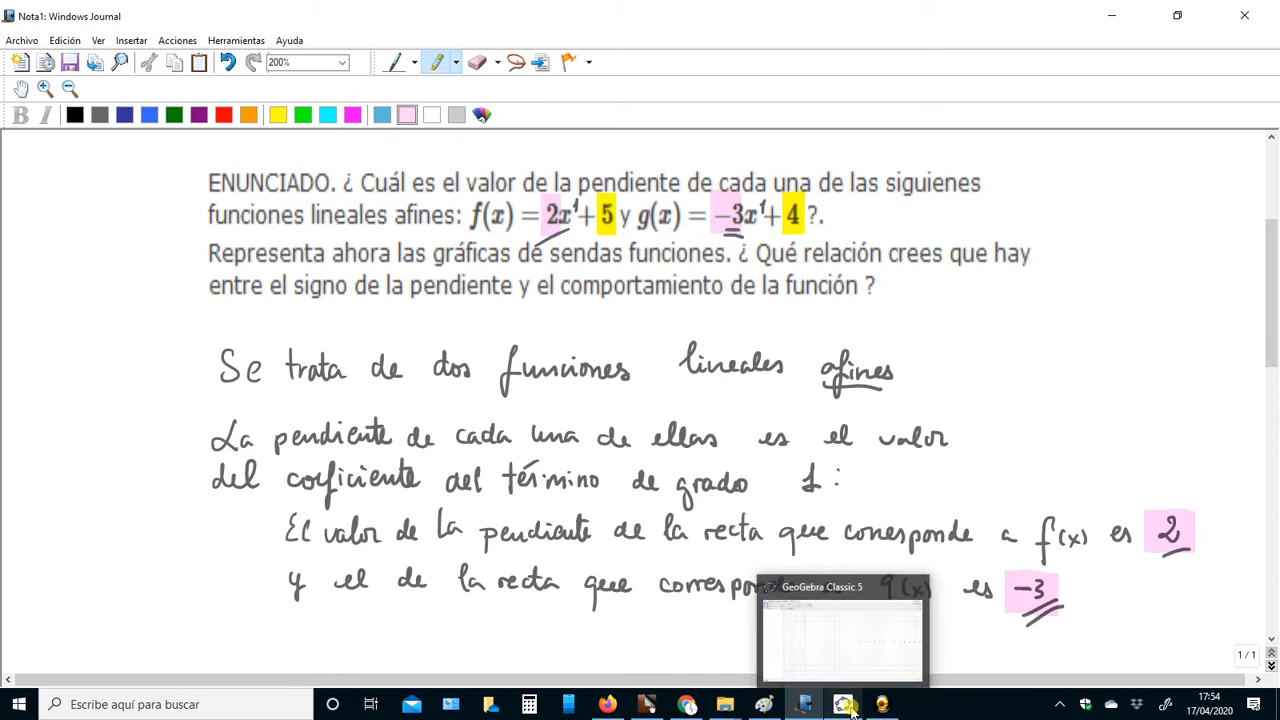 Nota1: Windows Journal
Archivo Edición Ver Insertar Acciones Herramientas Ayuda
200%
B I
ENUNCIADO. ¿ Cuál es el valor de la pendiente de cada una de las siguienes
funciones lineales afines: f(x) = 2x¹+ 5 y g(x) = −3x¹+ 4 ?.
Representa ahora las gráficas de sendas funciones. ¿ Qué relación crees que hay
entre el signo de la pendiente y el comportamiento de la función ?
Se trata de dos funciones lineales afines
La pendiente de cada una de ellas es el valor
del coeficiente del término de grado 1:
El valor de la pendiente de la recta que corresponde a f(x) es 2
y el de la recta que corresponde g(x) es −3
GeoGebra Classic 5
1 / 1
Escribe aquí para buscar
17:54
17/04/2020